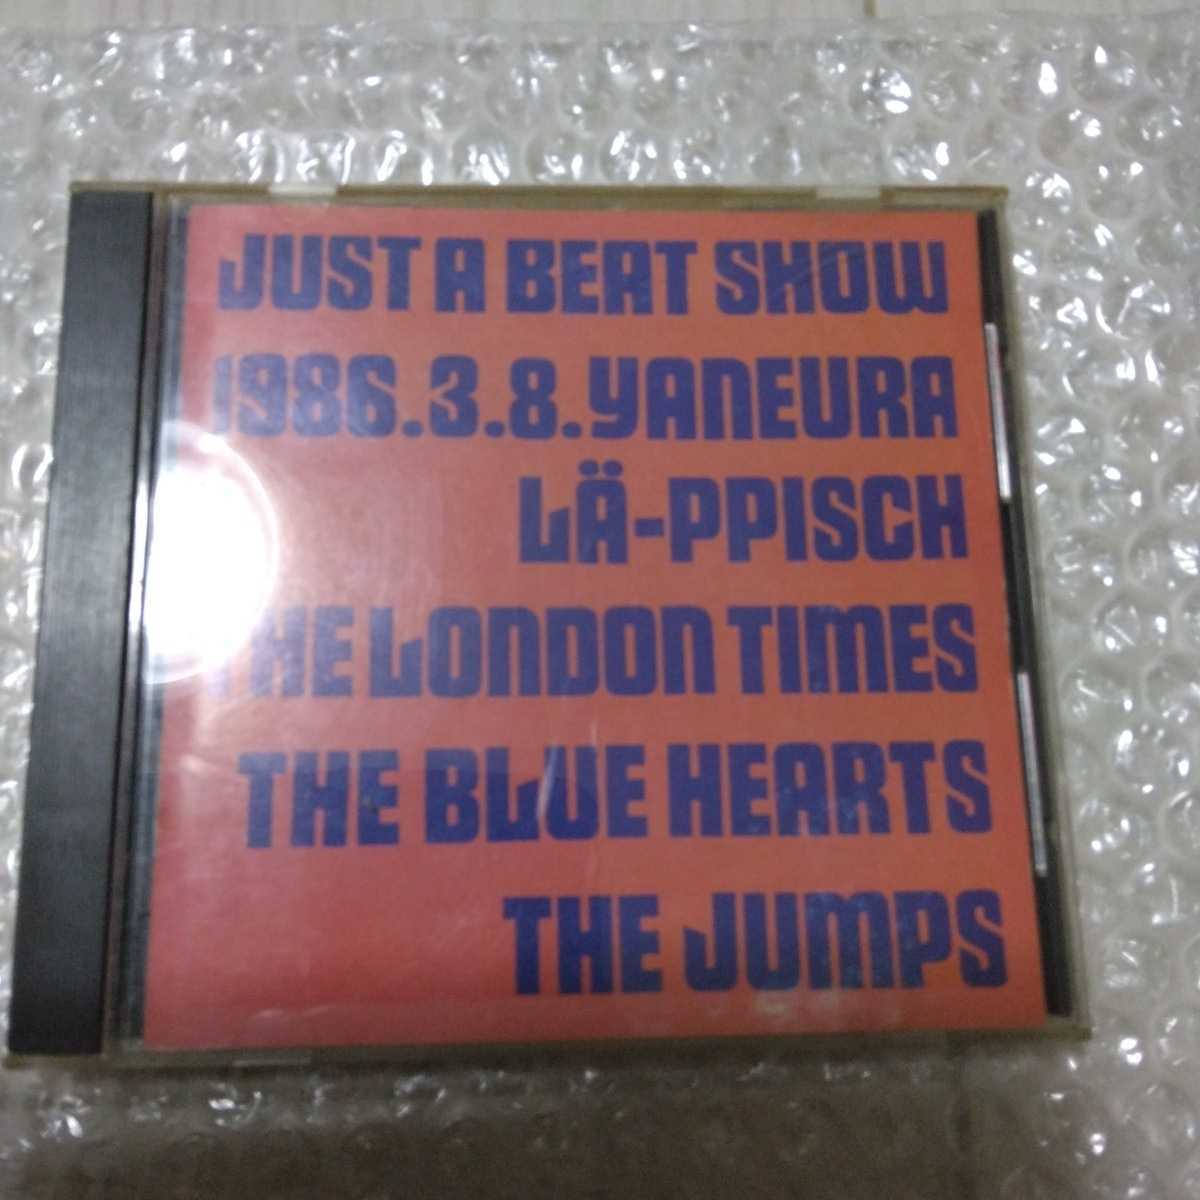 JUST A BEAT SHOW
1986.3.8.YANEURA
LÄ-PPISCH
THE LONDON TIMES
THE BLUE HEARTS
THE JUMPS